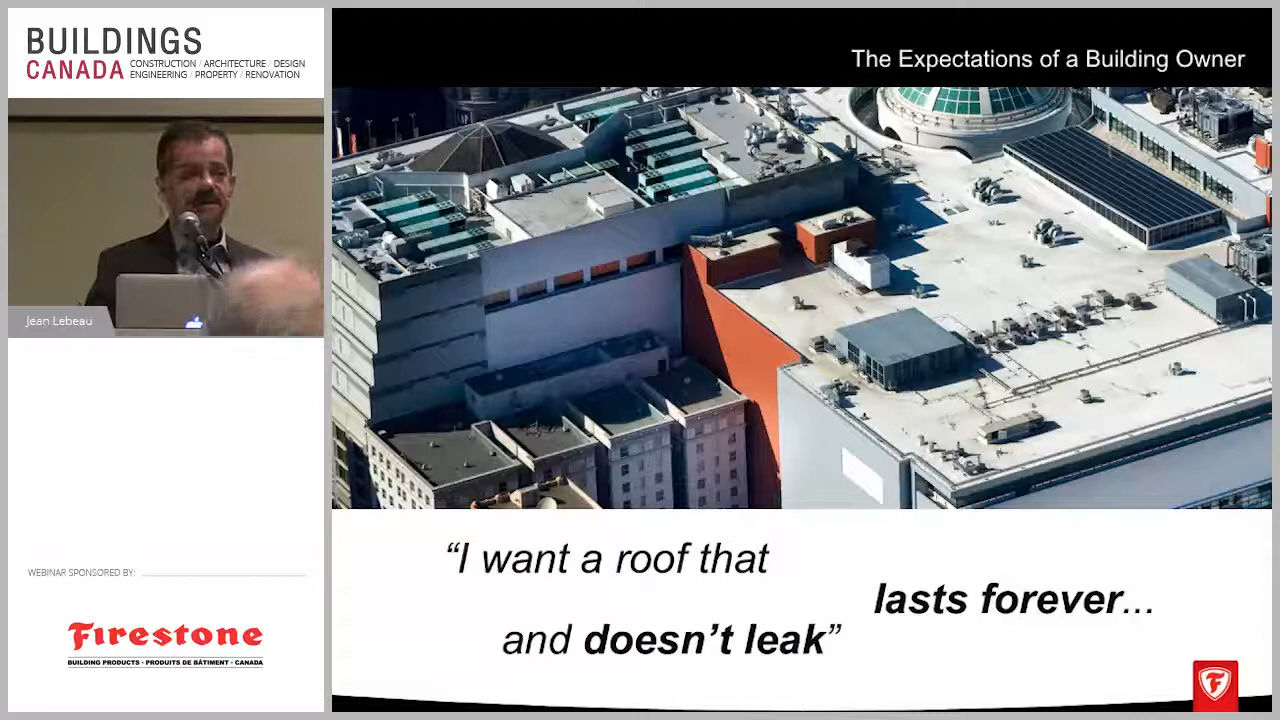 BUILDINGS
CANADA CONSTRUCTION / ARCHITECTURE / DESIGN
ENGINEERING / PROPERTY / RENOVATION
Jean Lebeau
WEBINAR SPONSORED BY:
Firestone
BUILDING PRODUCTS • PRODUITS DE BÂTIMENT • CANADA
The Expectations of a Building Owner
“I want a roof that
lasts forever...
and doesn’t leak”
F